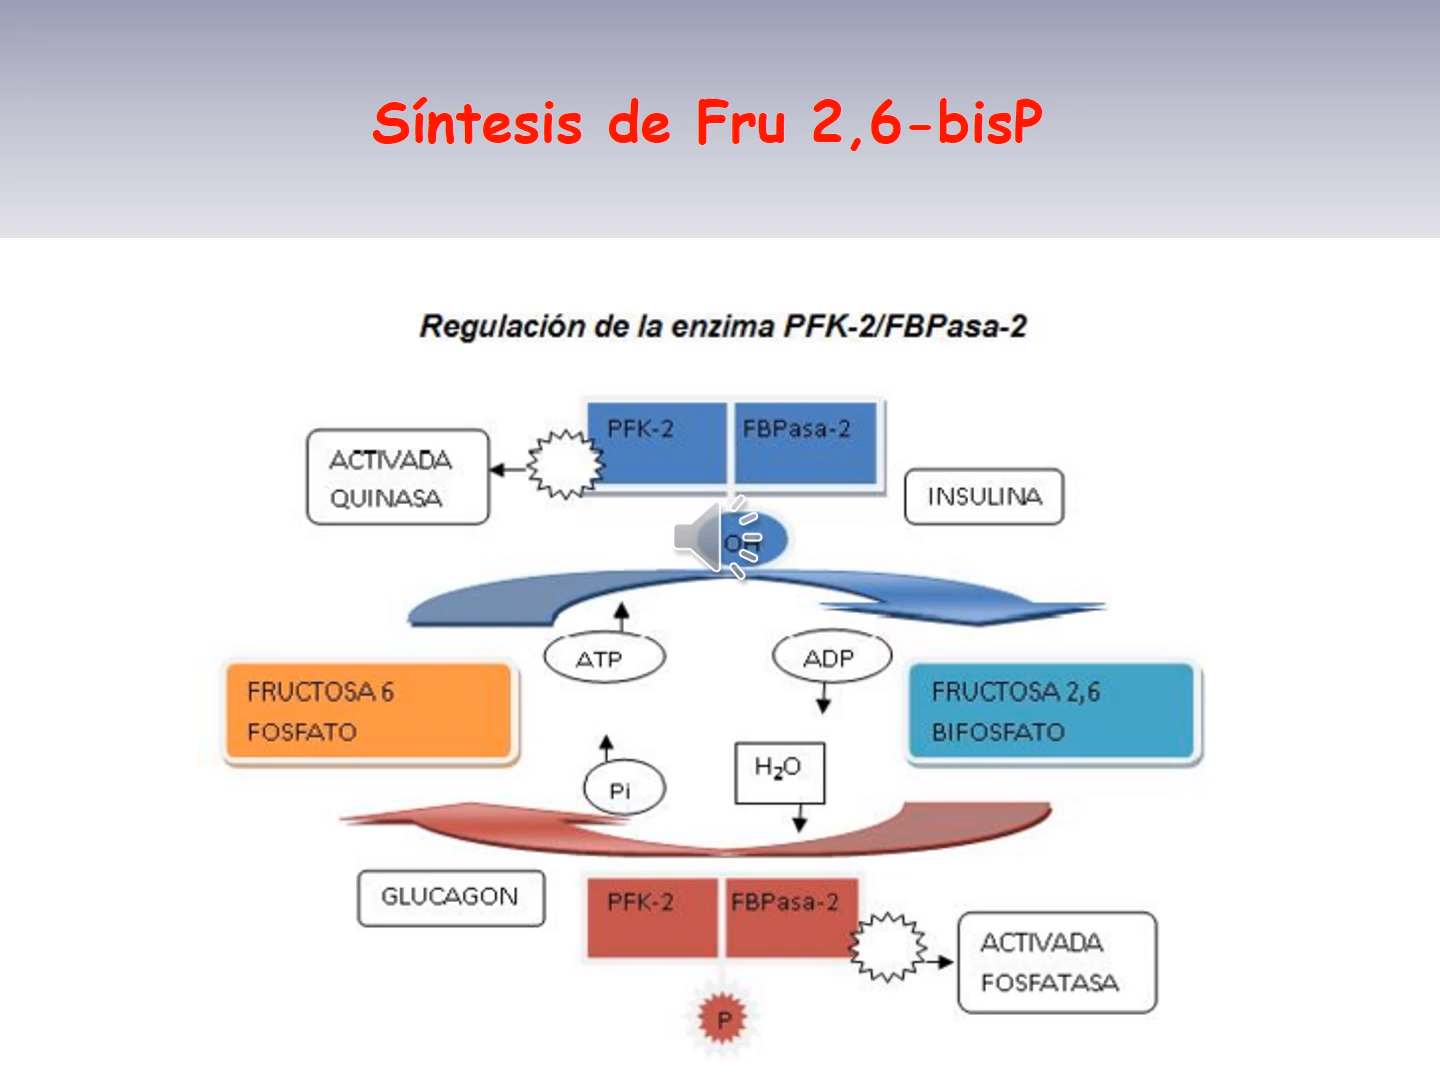 Síntesis de Fru 2,6-bisP
Regulación de la enzima PFK-2/FBPasa-2
PFK-2
FBPasa-2
ACTIVADA
QUINASA
INSULINA
OH
ATP
ADP
FRUCTOSA 6
FOSFATO
FRUCTOSA 2,6
BIFOSFATO
Pi
H₂O
GLUCAGON
PFK-2
FBPasa-2
ACTIVADA
FOSFATASA
P